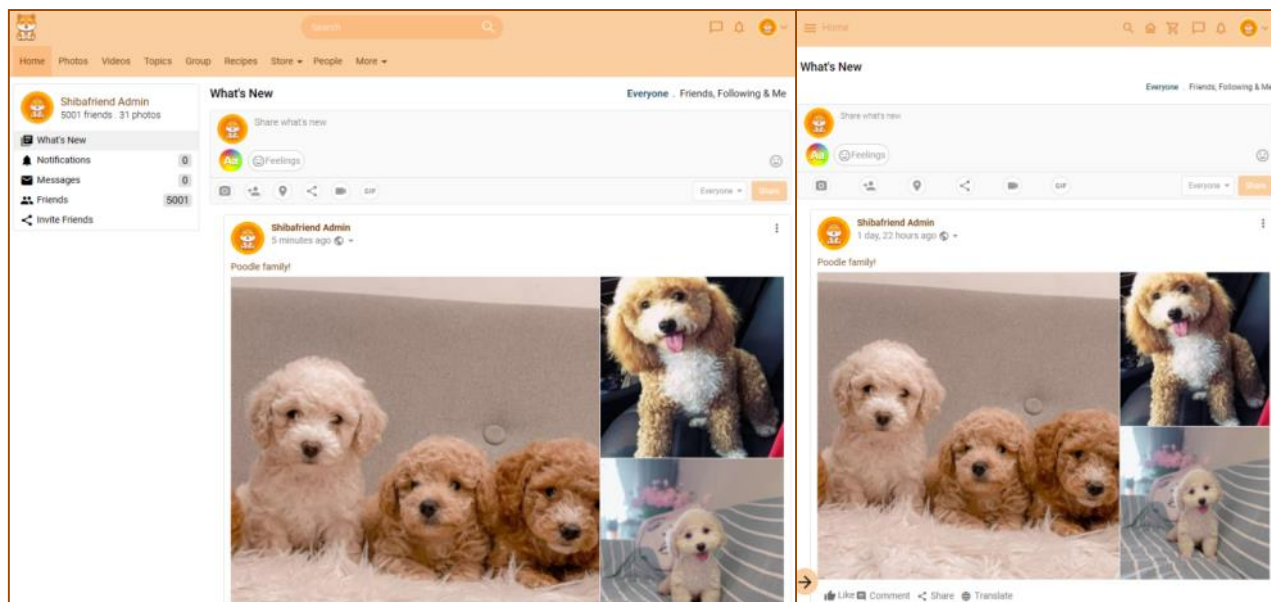 Search
Home Photos Videos Topics Group Recipes Store People More
Shibafriend Admin
5001 friends . 31 photos
What's New
Notifications 0
Messages 0
Friends 5001
Invite Friends
What's New
Everyone . Friends, Following & Me
Share what's new
Aa
Feelings
GIF
Everyone
Share
Shibafriend Admin
5 minutes ago
Poodle family!
Home
What's New
Everyone . Friends, Following & Me
Share what's new
Aa
Feelings
GIF
Everyone
Share
Shibafriend Admin
1 day, 22 hours ago
Poodle family!
Like Comment Share Translate